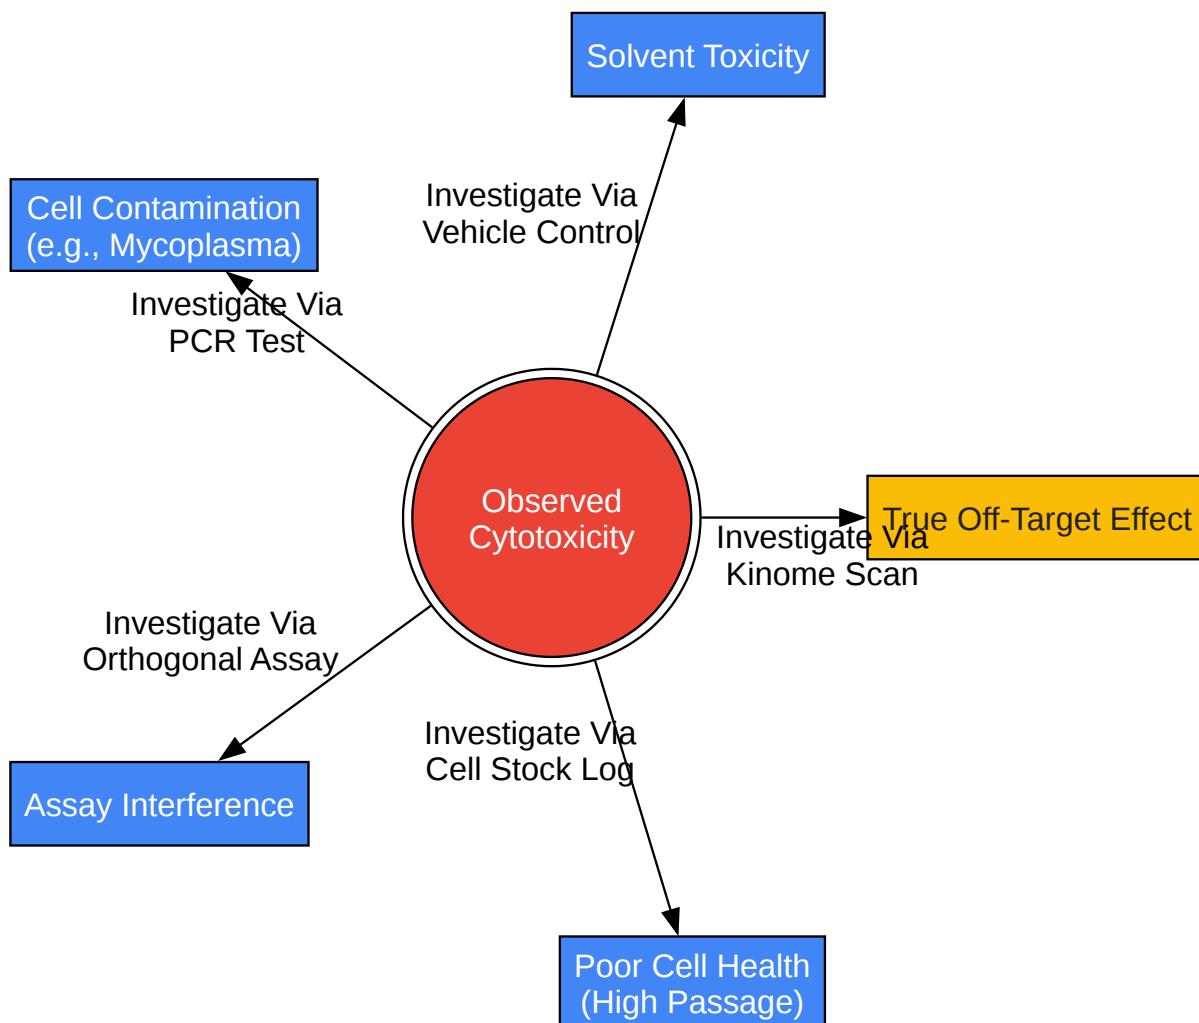 Solvent Toxicity
Investigate Via
Vehicle Control
Cell Contamination
(e.g., Mycoplasma)
Investigate Via
PCR Test
Observed
Cytotoxicity
True Off-Target Effect
Investigate Via
Kinome Scan
Investigate Via
Orthogonal Assay
Investigate Via
Cell Stock Log
Assay Interference
Poor Cell Health
(High Passage)